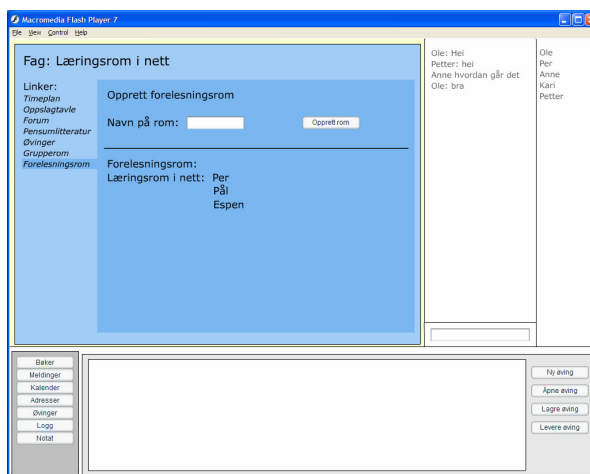 Macromedia Flash Player 7
File View Control Help
Fag: Læringsrom i nett
Linker:
Timeplan
Oppslagtavle
Forum
Pensumlitteratur
Øvinger
Grupperom
Forelesningsrom
Opprett forelesningsrom
Navn på rom:
Opprett rom
Forelesningsrom:
Læringsrom i nett: Per
Pål
Espen
Ole: Hei
Petter: hei
Anne hvordan går det
Ole: bra
Ole
Per
Anne
Kari
Petter
Bøker
Meldinger
Kalender
Adresser
Øvinger
Logg
Notat
Ny øving
Åpne øving
Lagre øving
Levere øving